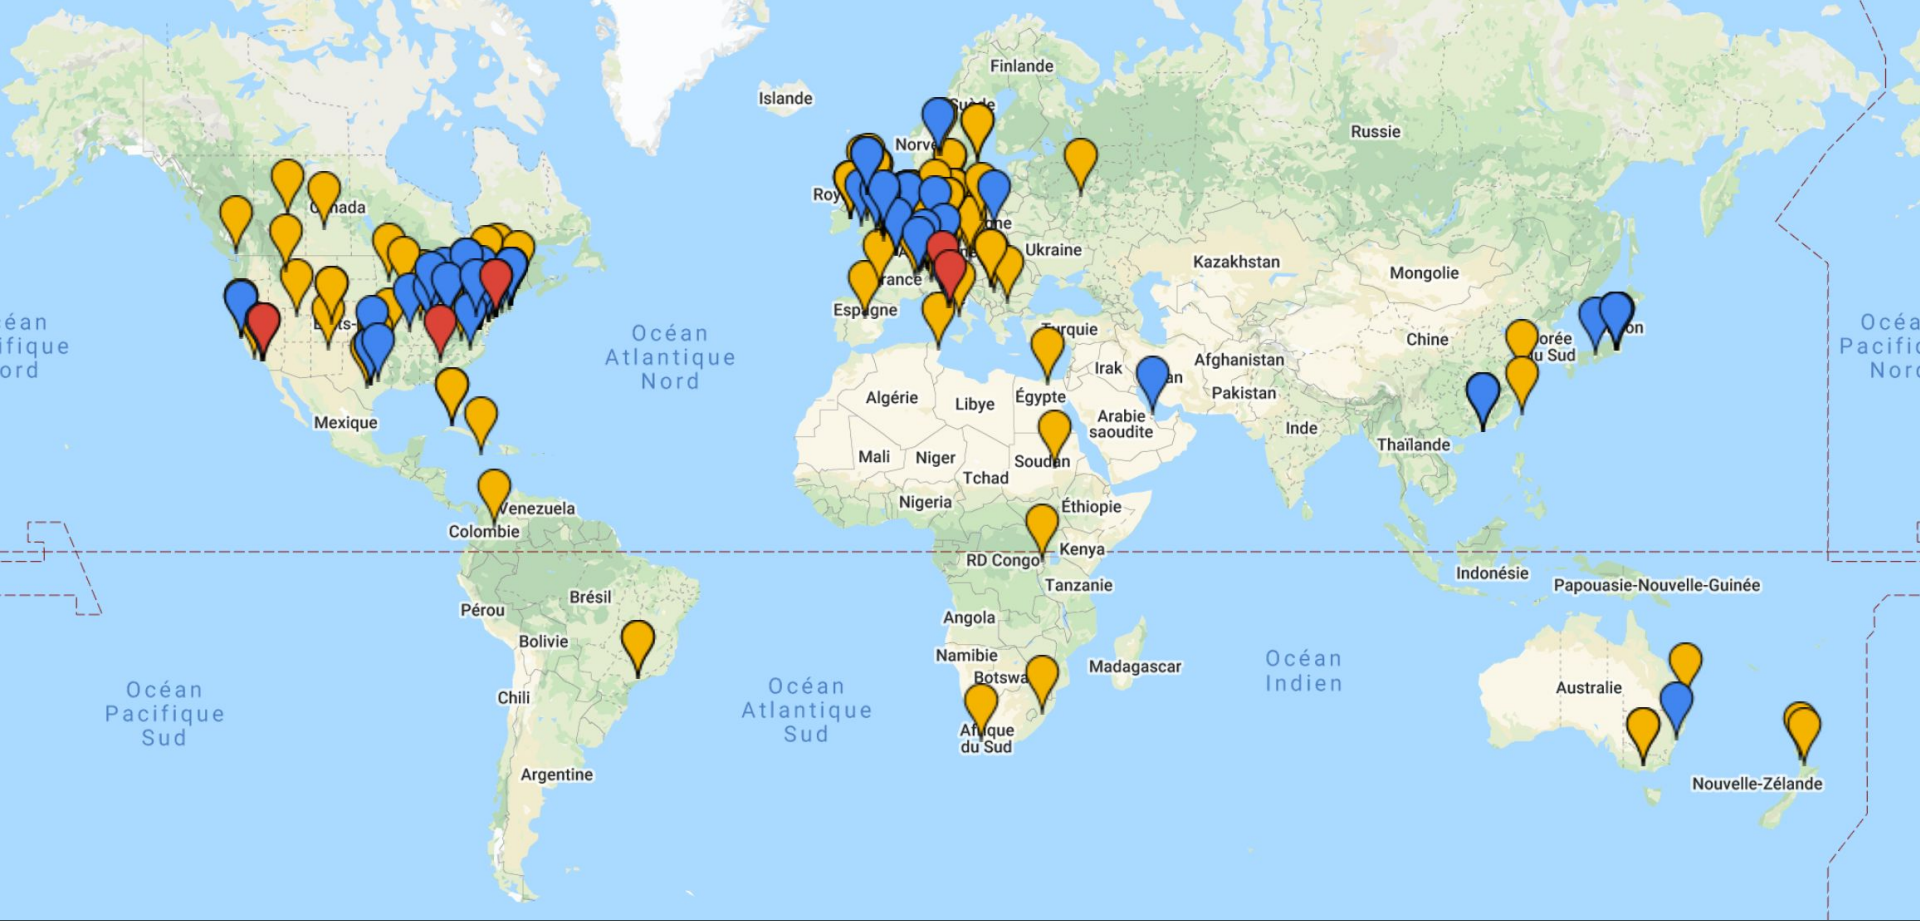 Finlande
Islande
Russie
Canada
Ukraine
Kazakhstan
Mongolie
Espagne
Océan
Atlantique
Nord
Turquie
Chine
Afghanistan
Irak
Pakistan
Algérie
Libye
Égypte
Arabie
saoudite
Mexique
Inde
Thaïlande
Mali
Niger
Soudan
Tchad
Nigeria
Éthiopie
Venezuela
Colombie
Kenya
RD Congo
Indonésie
Papouasie-Nouvelle-Guinée
Tanzanie
Brésil
Pérou
Angola
Bolivie
Namibie
Madagascar
Océan
Indien
Australie
Océan
Pacifique
Sud
Océan
Atlantique
Sud
Chili
Afrique
du Sud
Argentine
Nouvelle-Zélande